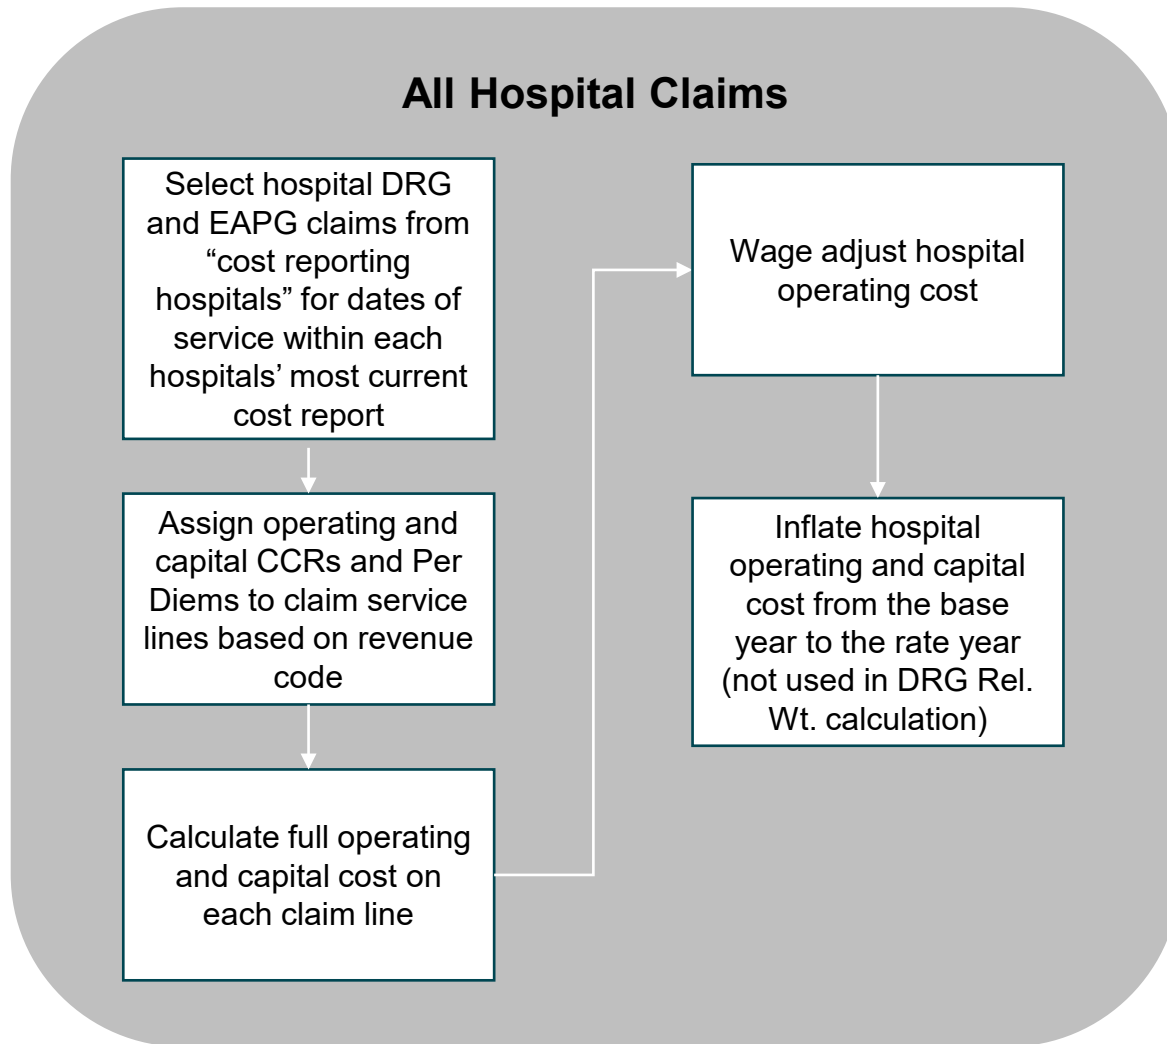 All Hospital Claims
Select hospital DRG
and EAPG claims from
“cost reporting
hospitals” for dates of
service within each
hospitals’ most current
cost report
Assign operating and
capital CCRs and Per
Diems to claim service
lines based on revenue
code
Calculate full operating
and capital cost on
each claim line
Wage adjust hospital
operating cost
Inflate hospital
operating and capital
cost from the base
year to the rate year
(not used in DRG Rel.
Wt. calculation)